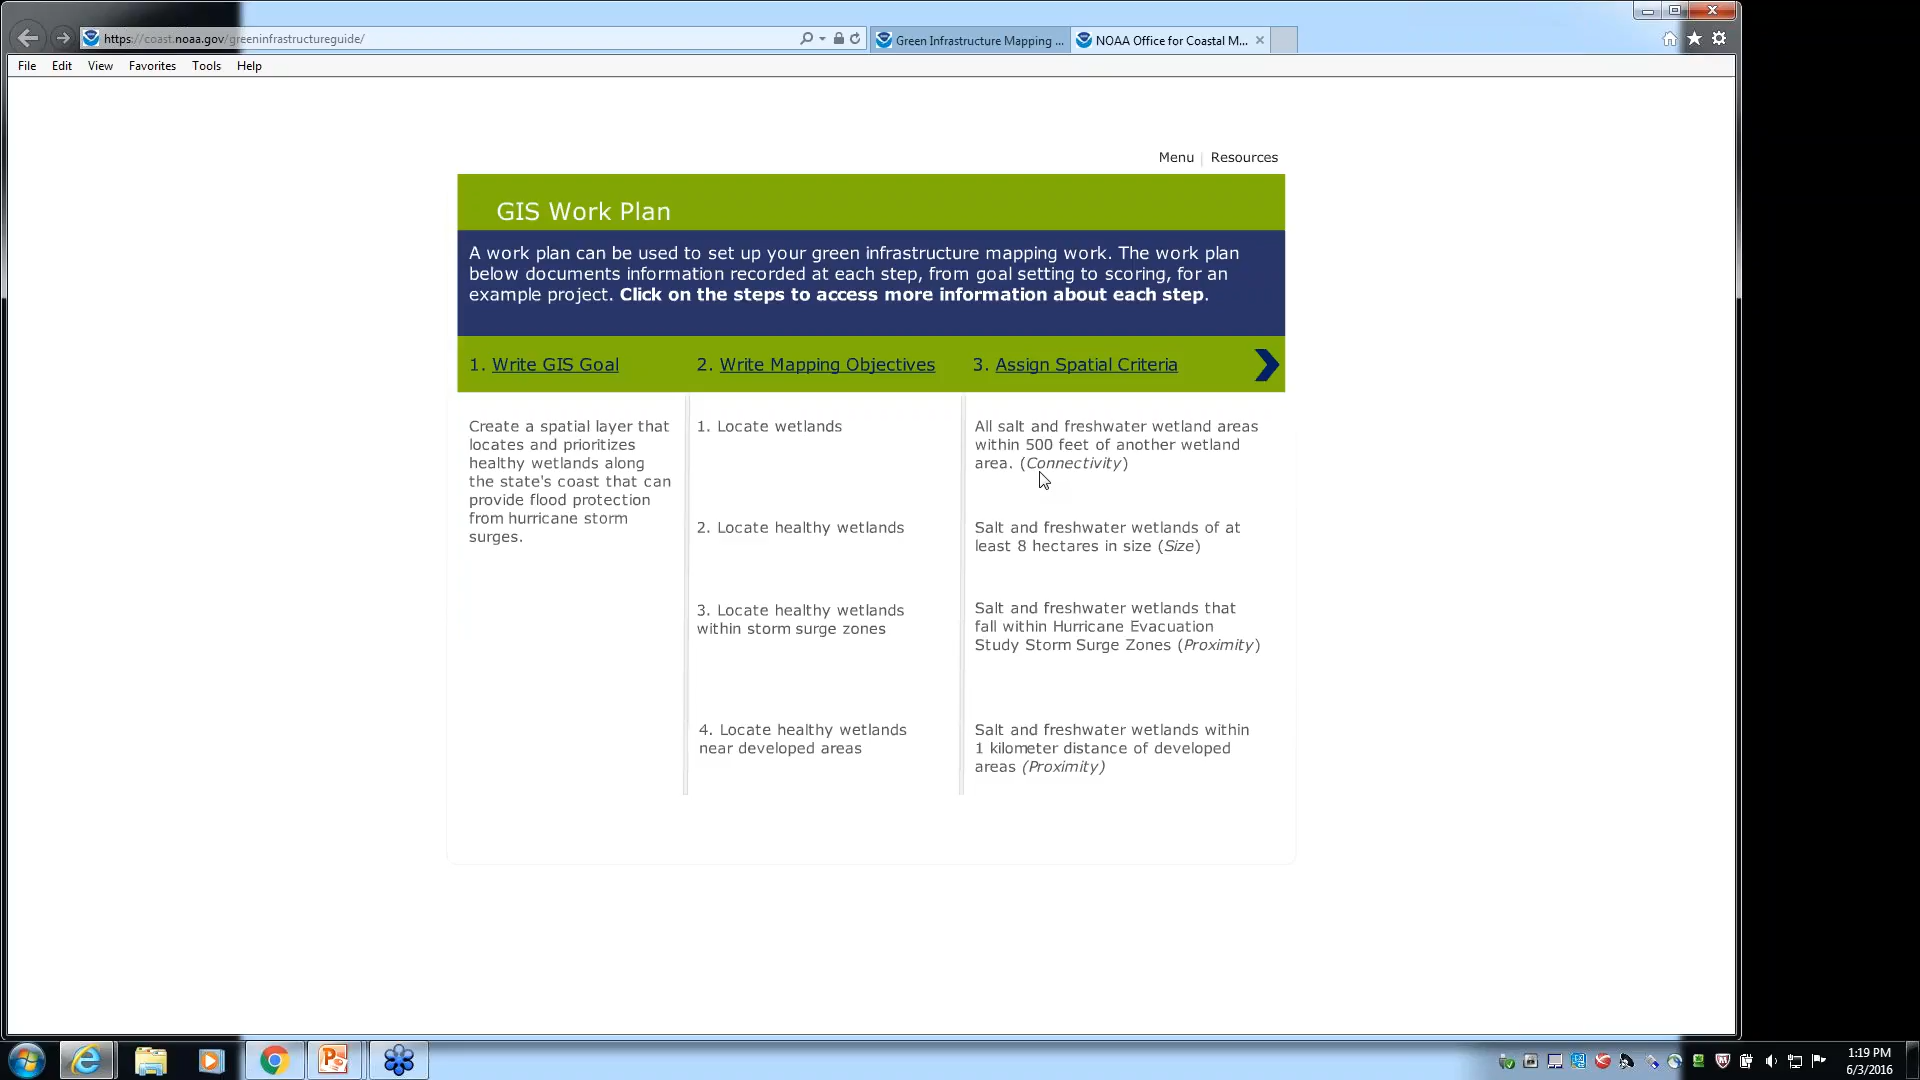 https://coast.noaa.gov/greeninfrastructureguide/
Green Infrastructure Mapping ...
NOAA Office for Coastal M...
File Edit View Favorites Tools Help
Menu | Resources
GIS Work Plan
A work plan can be used to set up your green infrastructure mapping work. The work plan
below documents information recorded at each step, from goal setting to scoring, for an
example project. Click on the steps to access more information about each step.
1. Write GIS Goal
2. Write Mapping Objectives
3. Assign Spatial Criteria
Create a spatial layer that
locates and prioritizes
healthy wetlands along
the state's coast that can
provide flood protection
from hurricane storm
surges.
1. Locate wetlands
All salt and freshwater wetland areas
within 500 feet of another wetland
area. (Connectivity)
2. Locate healthy wetlands
Salt and freshwater wetlands of at
least 8 hectares in size (Size)
3. Locate healthy wetlands
within storm surge zones
Salt and freshwater wetlands that
fall within Hurricane Evacuation
Study Storm Surge Zones (Proximity)
4. Locate healthy wetlands
near developed areas
Salt and freshwater wetlands within
1 kilometer distance of developed
areas (Proximity)
1:19 PM
6/3/2016